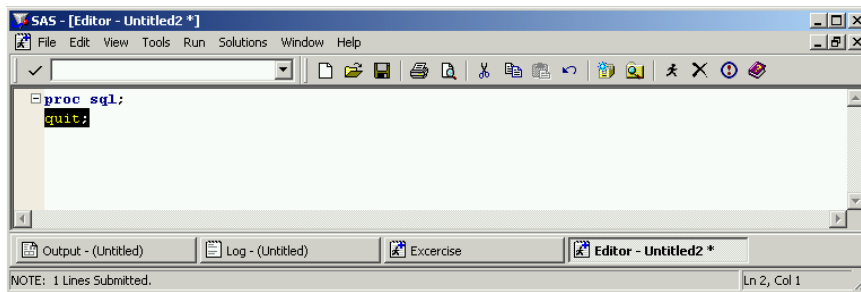 SAS - [Editor - Untitled2 *]
File Edit View Tools Run Solutions Window Help
proc sql;
quit;
Output - (Untitled) Log - (Untitled) Excercise Editor - Untitled2 *
NOTE: 1 Lines Submitted. Ln 2, Col 1